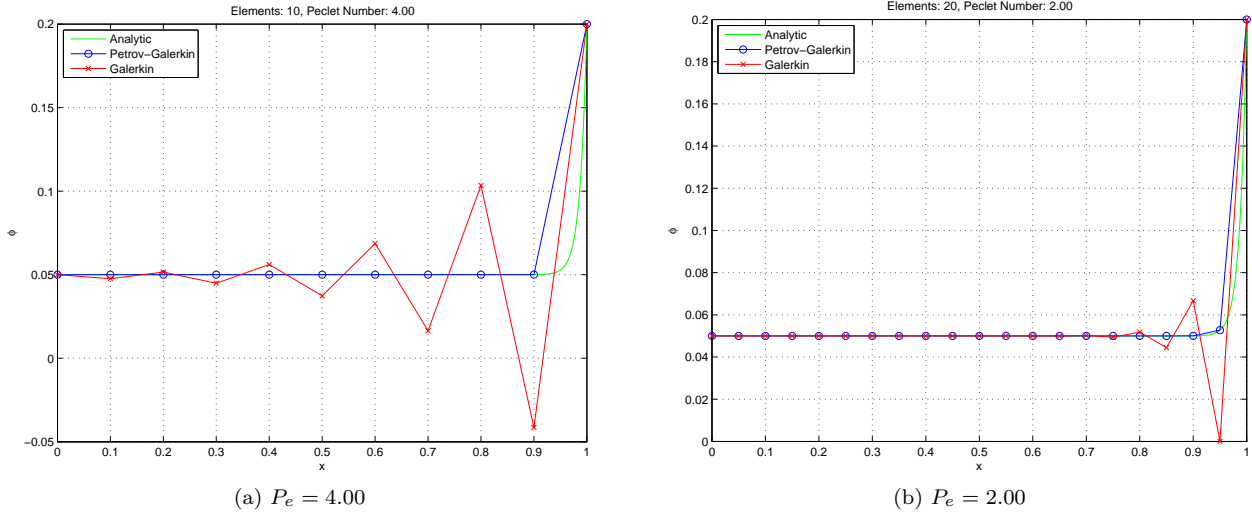 Elements: 10, Peclet Number: 4.00
0.2
0.15
0.1
0.05
0
−0.05
ϕ
Analytic
Petrov−Galerkin
Galerkin
0 0.1 0.2 0.3 0.4 0.5 0.6 0.7 0.8 0.9 1
x
(a) Pe = 4.00
Elements: 20, Peclet Number: 2.00
0.2
0.18
0.16
0.14
0.12
0.1
0.08
0.06
0.04
0.02
0
ϕ
Analytic
Petrov−Galerkin
Galerkin
0 0.1 0.2 0.3 0.4 0.5 0.6 0.7 0.8 0.9 1
x
(b) Pe = 2.00